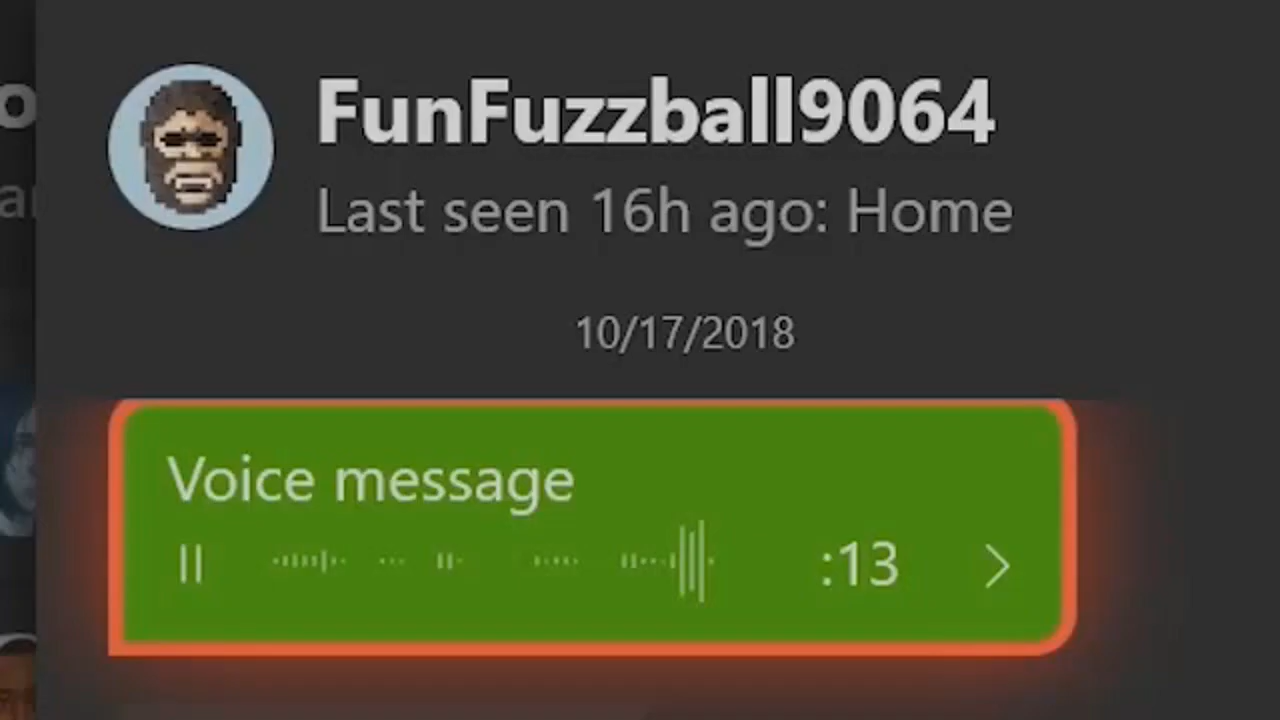 FunFuzzball9064
Last seen 16h ago: Home
10/17/2018
Voice message
:13